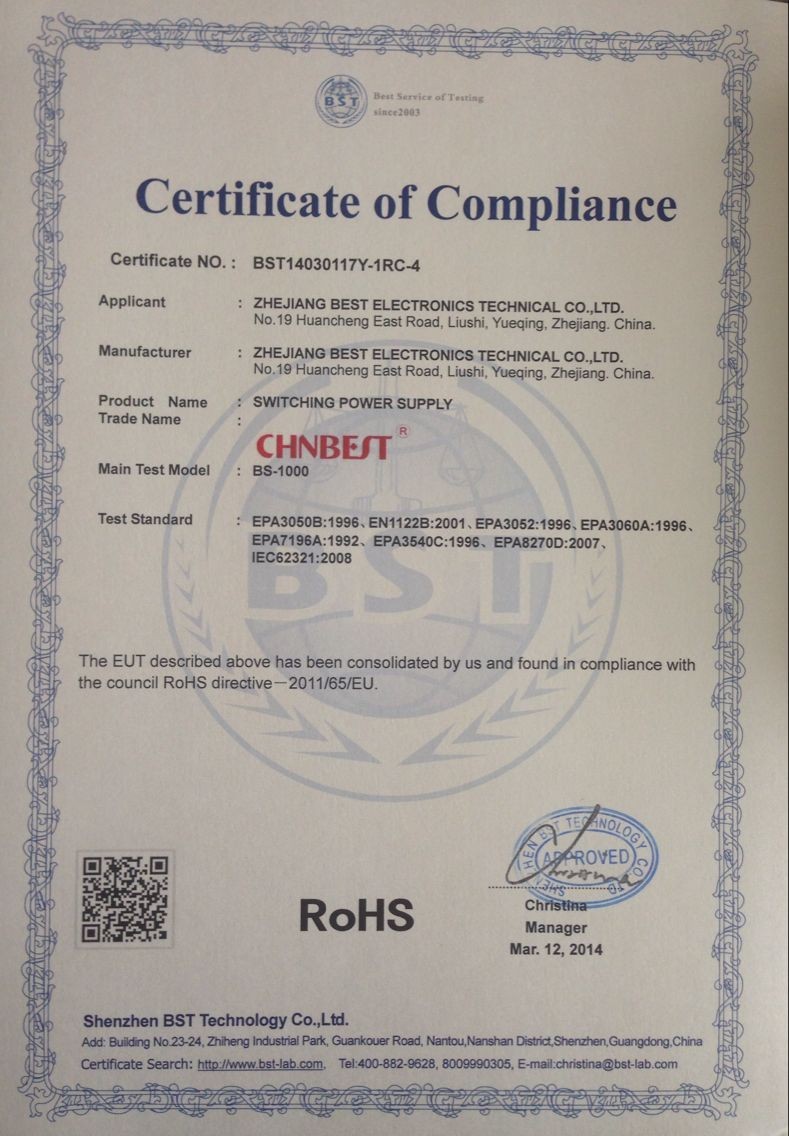 BST
Best Service of Testing
since2003
Certificate of Compliance
Certificate NO. : BST14030117Y-1RC-4
Applicant : ZHEJIANG BEST ELECTRONICS TECHNICAL CO.,LTD.
No.19 Huancheng East Road, Liushi, Yueqing, Zhejiang. China.
Manufacturer : ZHEJIANG BEST ELECTRONICS TECHNICAL CO.,LTD.
No.19 Huancheng East Road, Liushi, Yueqing, Zhejiang. China.
Product Name : SWITCHING POWER SUPPLY
Trade Name :
CHNBEST ®
Main Test Model : BS-1000
Test Standard : EPA3050B:1996、EN1122B:2001、EPA3052:1996、EPA3060A:1996、
EPA7196A:1992、EPA3540C:1996、EPA8270D:2007、
IEC62321:2008
BST
The EUT described above has been consolidated by us and found in compliance with
the council RoHS directive－2011/65/EU.
SHENZHEN BST TECHNOLOGY CO., LTD
APPROVED
RoHS
Christina
Manager
Mar. 12, 2014
Shenzhen BST Technology Co.,Ltd.
Add: Building No.23-24, Zhiheng Industrial Park, Guankouer Road, Nantou,Nanshan District,Shenzhen,Guangdong,China
Certificate Search: http://www.bst-lab.com, Tel:400-882-9628, 8009990305, E-mail:christina@bst-lab.com